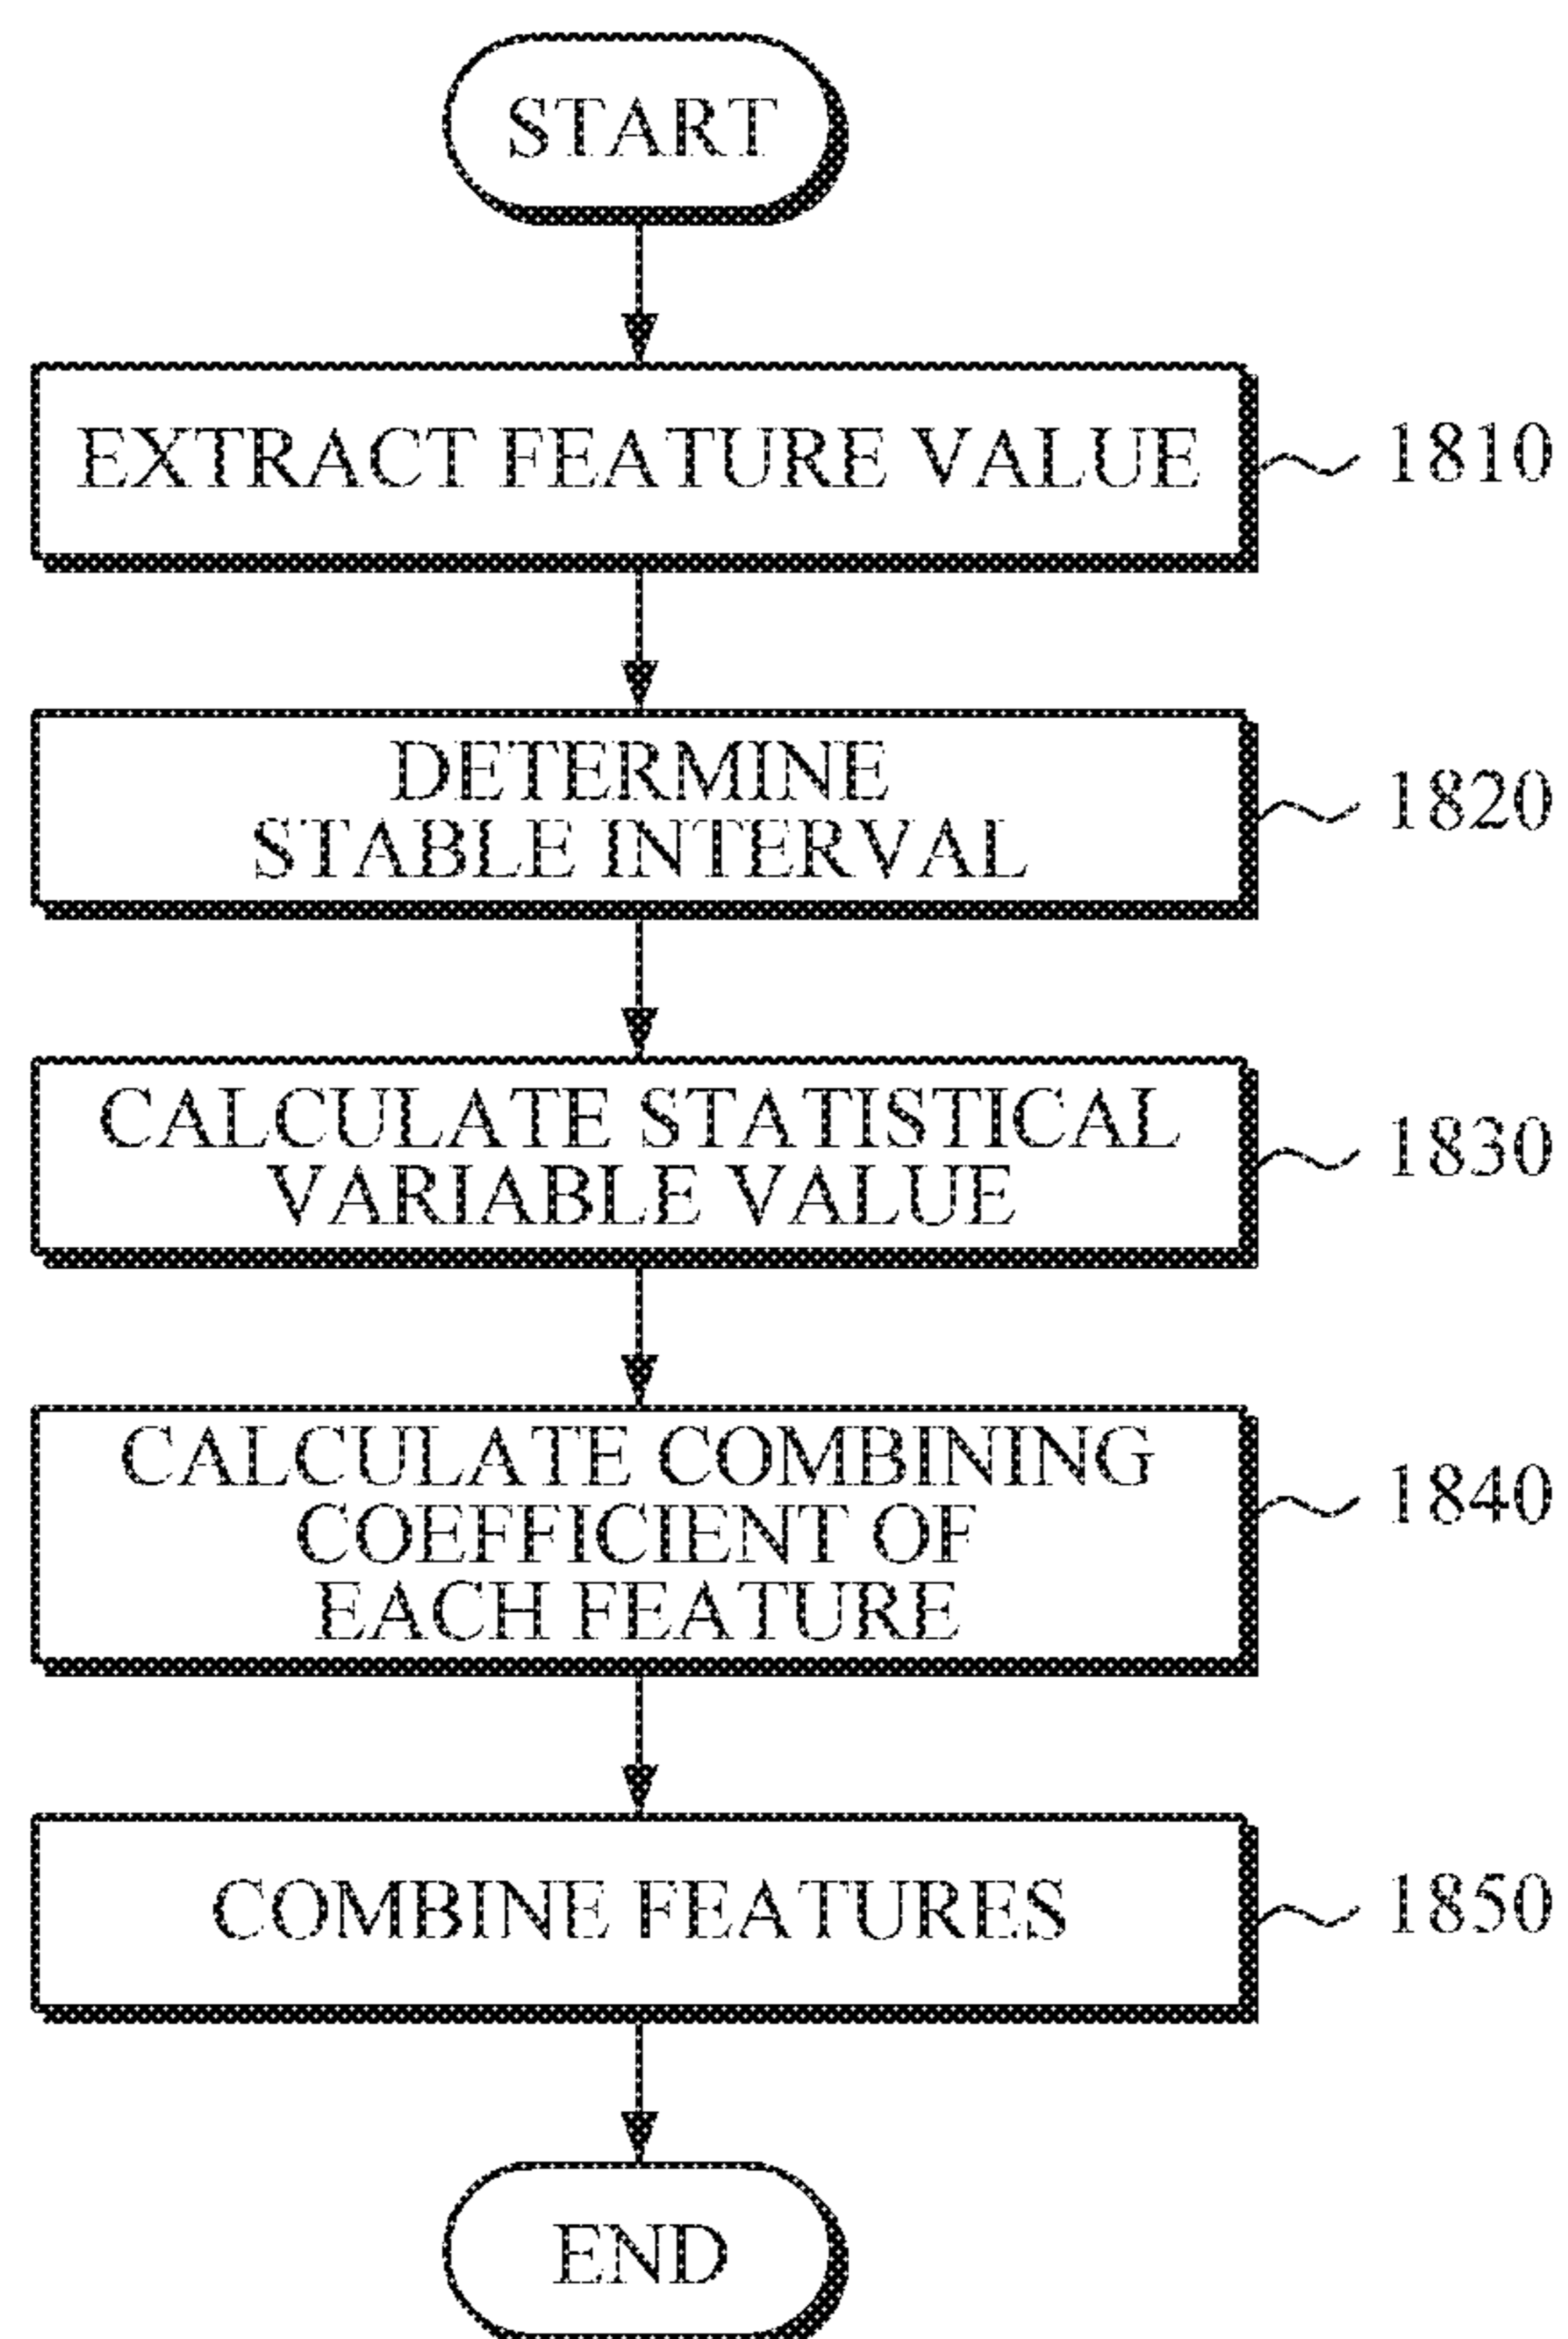 START
EXTRACT FEATURE VALUE
1810
DETERMINE
STABLE INTERVAL
1820
CALCULATE STATISTICAL
VARIABLE VALUE
1830
CALCULATE COMBINING
COEFFICIENT OF
EACH FEATURE
1840
COMBINE FEATURES
1850
END